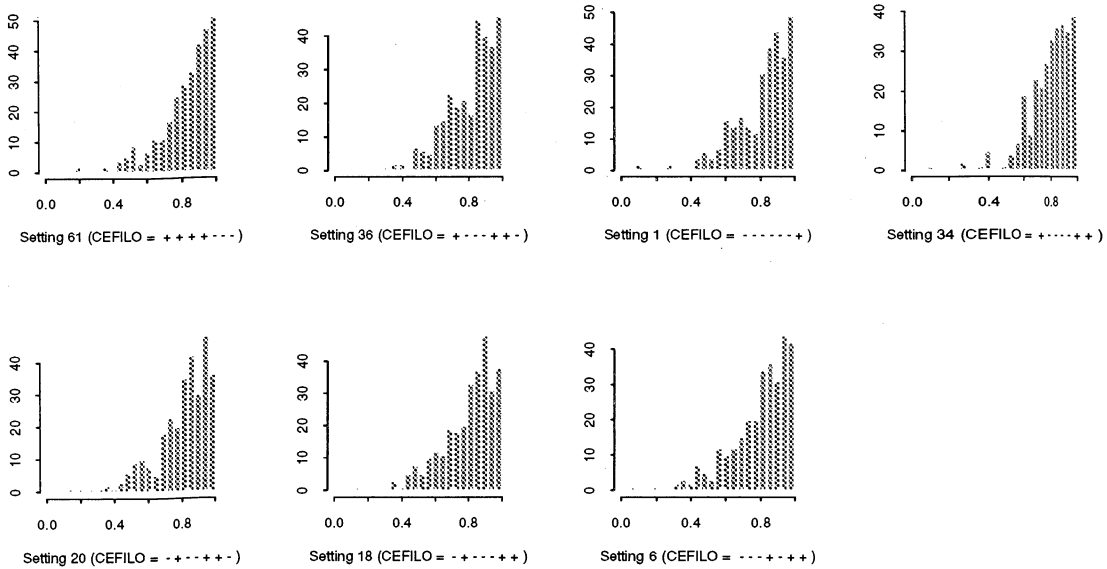 50
40
30
20
10
0
0.0 0.4 0.8
Setting 61 (CEFILO = + + + + - - - )
40
30
20
10
0
0.0 0.4 0.8
Setting 36 (CEFILO = + - - - + + - )
50
40
30
20
10
0
0.0 0.4 0.8
Setting 1 (CEFILO = - - - - - - + )
40
30
20
10
0
0.4 0.8
Setting 34 (CEFILO = + - - - - + + )
40
30
20
10
0
0.0 0.4 0.8
Setting 20 (CEFILO = - + - - + + - )
40
30
20
10
0
0.0 0.4 0.8
Setting 18 (CEFILO = - + - - - + + )
40
30
20
10
0
0.0 0.4 0.8
Setting 6 (CEFILO = - - - + - + + )